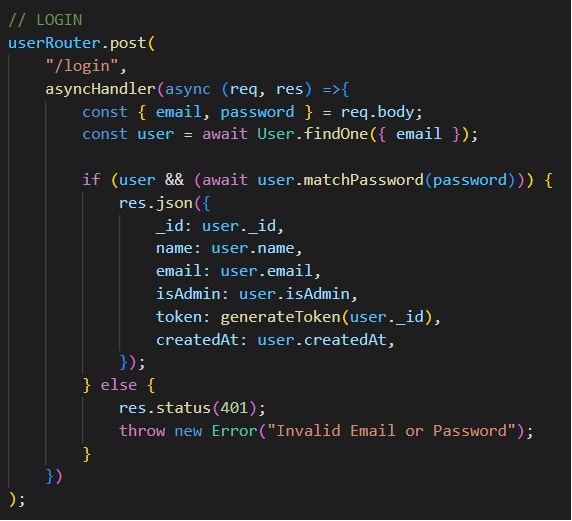 // LOGIN
userRouter.post(
    "/login",
    asyncHandler(async (req, res) =>{
        const { email, password } = req.body;
        const user = await User.findOne({ email });

        if (user && (await user.matchPassword(password))) {
            res.json({
                _id: user._id,
                name: user.name,
                email: user.email,
                isAdmin: user.isAdmin,
                token: generateToken(user._id),
                createdAt: user.createdAt,
            });
        } else {
            res.status(401);
            throw new Error("Invalid Email or Password");
        }
    })
);